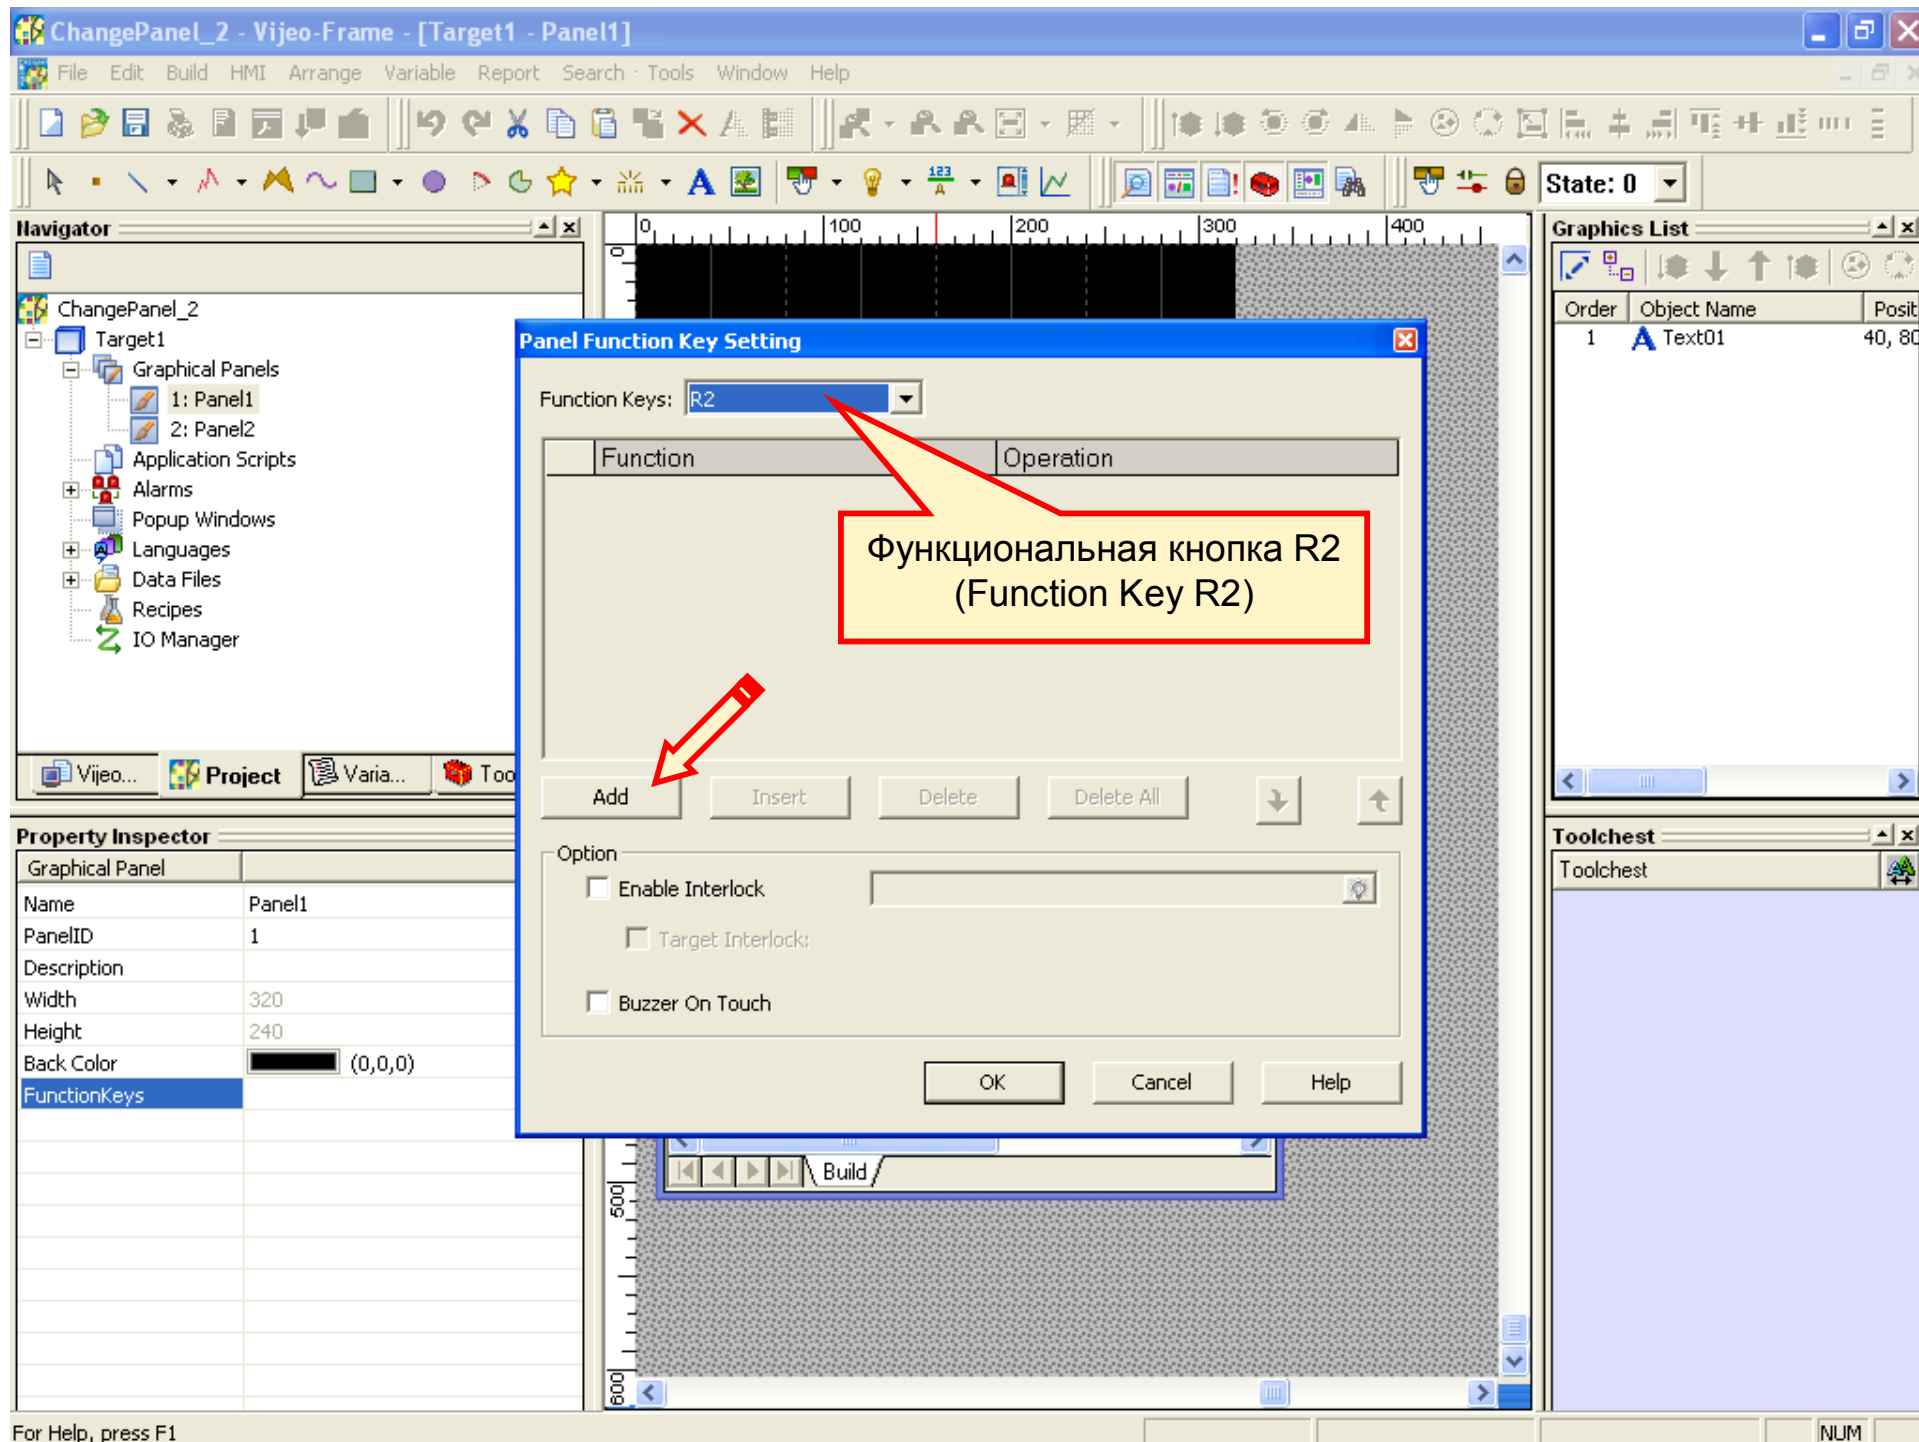 ChangePanel_2 - Vijeo-Frame - [Target1 - Panel1]
File Edit Build HMI Arrange Variable Report Search Tools Window Help
State: 0
Navigator
ChangePanel_2
Target1
Graphical Panels
1: Panel1
2: Panel2
Application Scripts
Alarms
Popup Windows
Languages
Data Files
Recipes
IO Manager
Vijeo... Project Varia... Too
Property Inspector
Graphical Panel
Name Panel1
PanelID 1
Description
Width 320
Height 240
Back Color (0,0,0)
FunctionKeys
0 100 200 300 400
0
500
600
Panel Function Key Setting
Function Keys: R2
Function Operation
Функциональная кнопка R2
(Function Key R2)
Add Insert Delete Delete All
Option
Enable Interlock
Target Interlock:
Buzzer On Touch
OK Cancel Help
Build
Graphics List
Order Object Name Posit
1 Text01 40, 80
Toolchest
Toolchest
For Help, press F1
NUM